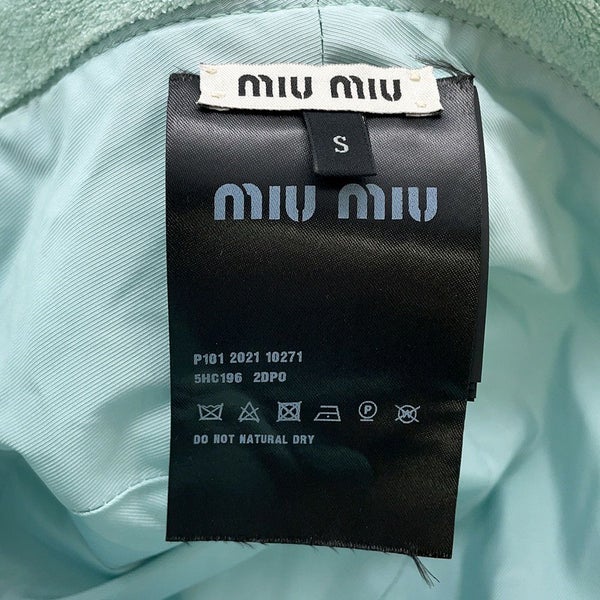 miu miu
S
miu miu
P101 2021 10271
5HC196 2DP0
P
DO NOT NATURAL DRY